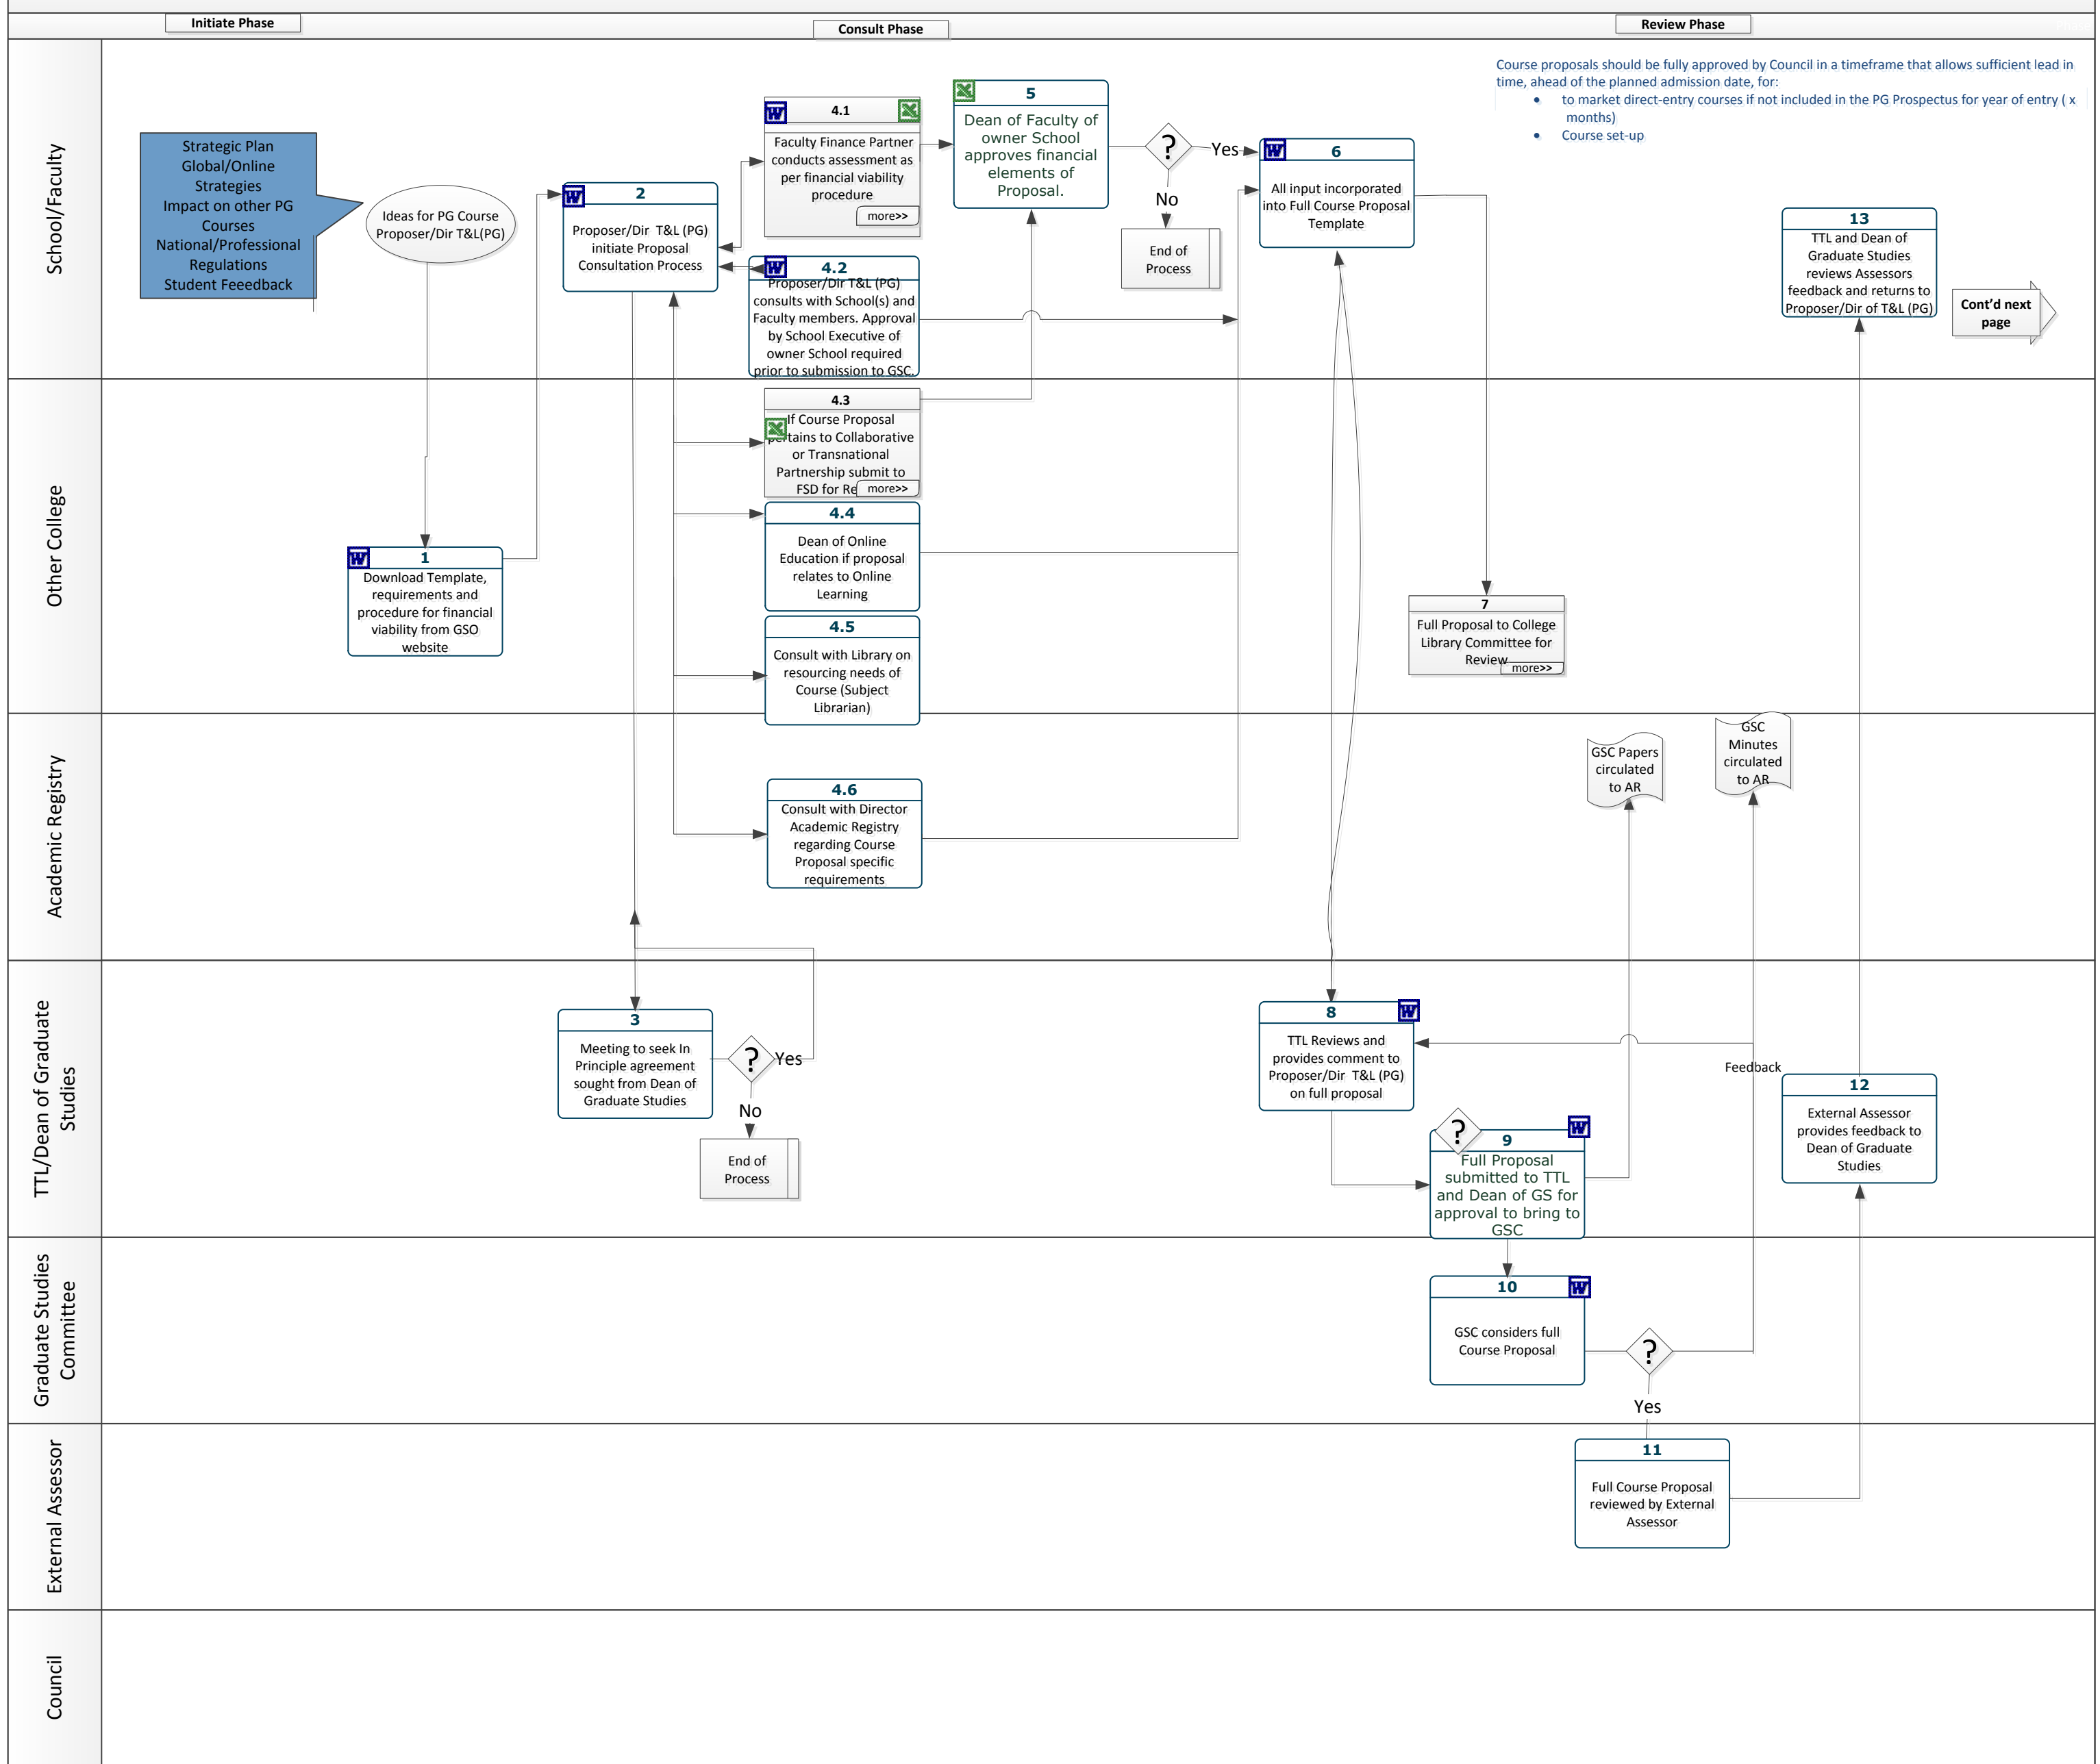 Initiate Phase
Consult Phase
Review Phase
School/Faculty
Strategic Plan
Global/Online
Strategies
Impact on other PG
Courses
National/Professional
Regulations
Student Feeedback
Ideas for PG Course
Proposer/Dir T&L(PG)
2
Proposer/Dir T&L (PG)
initiate Proposal
Consultation Process
4.1
Faculty Finance Partner
conducts assessment as
per financial viability
procedure
more>>
4.2
Proposer/Dir T&L (PG)
consults with School(s) and
Faculty members. Approval
by School Executive of
owner School required
prior to submission to GSC.
5
Dean of Faculty of
owner School
approves financial
elements of
Proposal.
?
Yes
No
End of
Process
6
All input incorporated
into Full Course Proposal
Template
Course proposals should be fully approved by Council in a timeframe that allows sufficient lead in
time, ahead of the planned admission date, for:
• to market direct-entry courses if not included in the PG Prospectus for year of entry ( x
months)
• Course set-up
13
TTL and Dean of
Graduate Studies
reviews Assessors
feedback and returns to
Proposer/Dir of T&L (PG)
Cont’d next
page
Other College
1
Download Template,
requirements and
procedure for financial
viability from GSO
website
4.3
If Course Proposal
pertains to Collaborative
or Transnational
Partnership submit to
FSD for Re
more>>
4.4
Dean of Online
Education if proposal
relates to Online
Learning
4.5
Consult with Library on
resourcing needs of
Course (Subject
Librarian)
7
Full Proposal to College
Library Committee for
Review
more>>
Academic Registry
4.6
Consult with Director
Academic Registry
regarding Course
Proposal specific
requirements
GSC Papers
circulated
to AR
GSC
Minutes
circulated
to AR
TTL/Dean of Graduate
Studies
3
Meeting to seek In
Principle agreement
sought from Dean of
Graduate Studies
?
Yes
No
End of
Process
8
TTL Reviews and
provides comment to
Proposer/Dir T&L (PG)
on full proposal
?
9
Full Proposal
submitted to TTL
and Dean of GS for
approval to bring to
GSC
Feedback
12
External Assessor
provides feedback to
Dean of Graduate
Studies
Graduate Studies
Committee
10
GSC considers full
Course Proposal
?
Yes
External Assessor
11
Full Course Proposal
reviewed by External
Assessor
Council